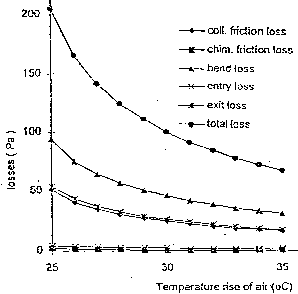 200
150
100
50
0
losses ( Pa )
coll. friction loss
chim. friction loss
bend loss
entry loss
exit loss
total loss
25
30
35
Temperature rise of air (oC)